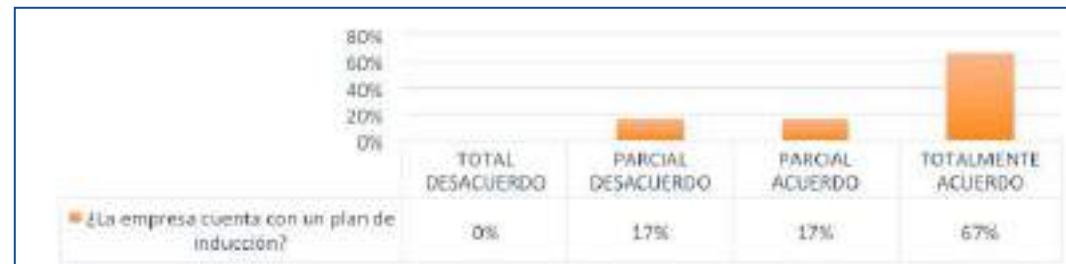 80%
60%
40%
20%
0%
TOTAL DESACUERDO
PARCIAL DESACUERDO
PARCIAL ACUERDO
TOTALMENTE ACUERDO
¿La empresa cuenta con un plan de inducción?
0%
17%
17%
67%